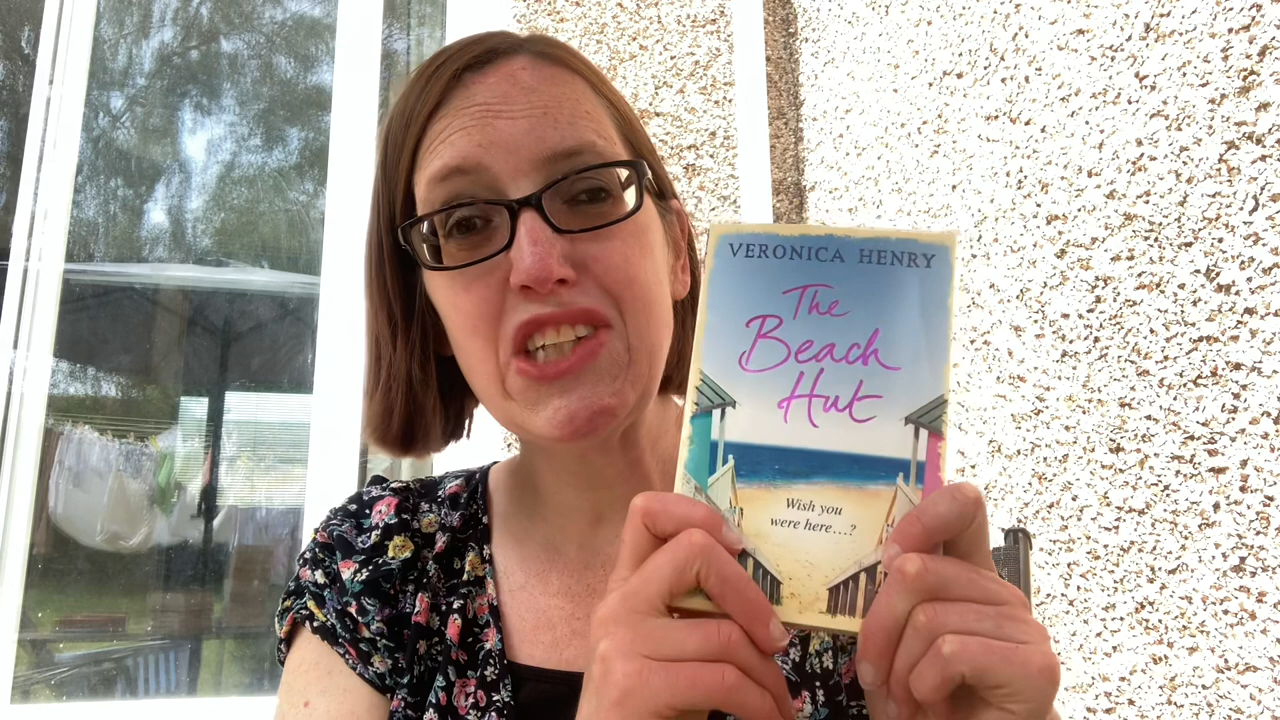 VERONICA HENRY
The
Beach
Hut
Wish you
were here...?